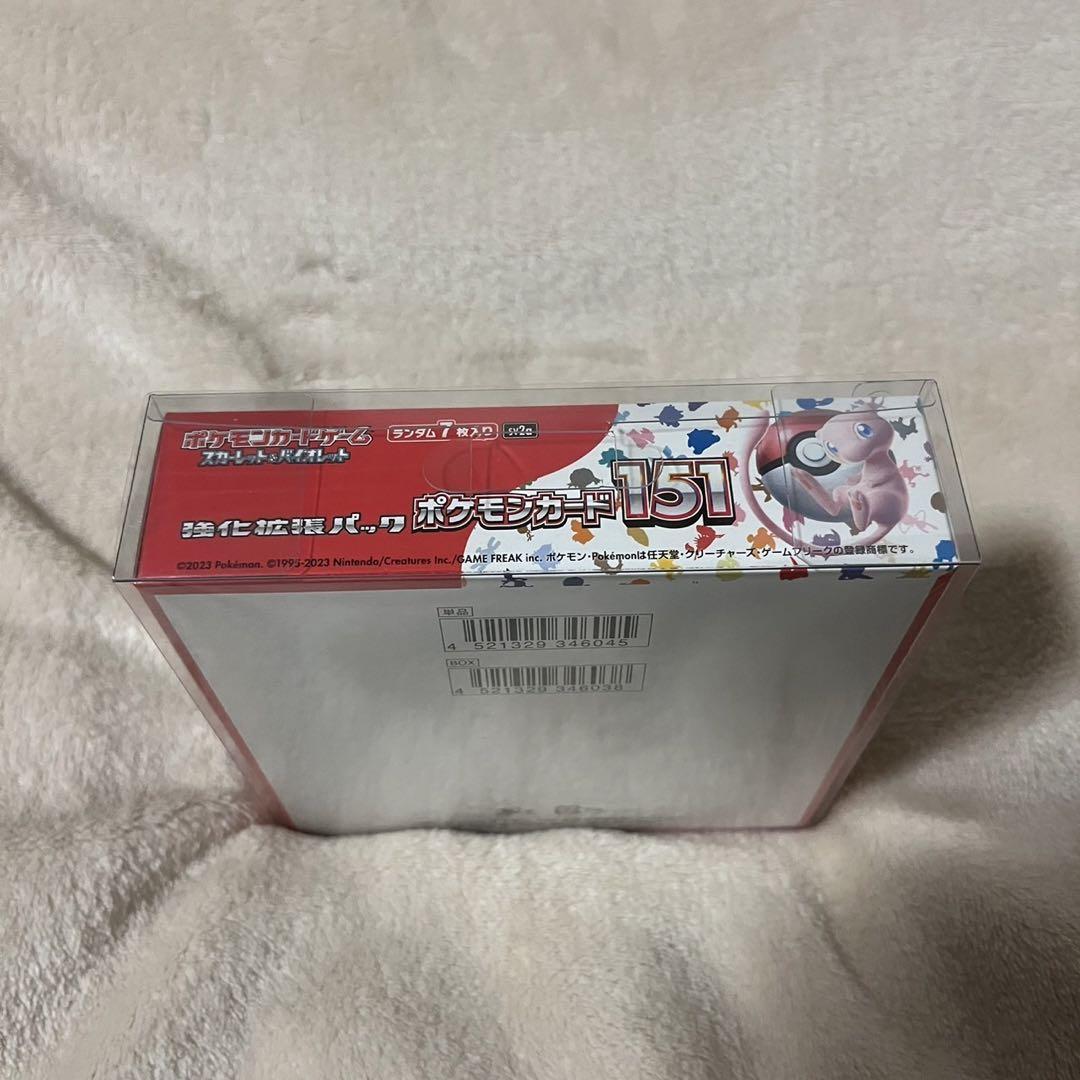 ポケモンカードゲーム
スカーレット&バイオレット
ランダム7枚入り
sv2a
強化拡張パック
ポケモンカード151
©2023 Pokémon. ©1995-2023 Nintendo/Creatures Inc./GAME FREAK inc. ポケモン・Pokémonは任天堂・クリーチャーズ・ゲームフリークの登録商標です。
単品
4 521329 346045
BOX
4 521329 346038